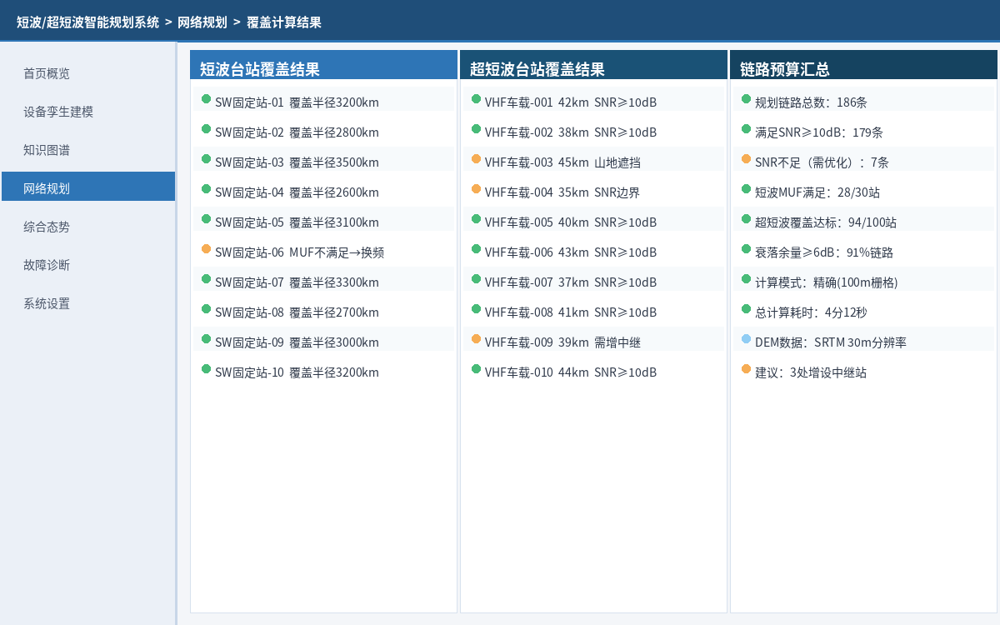 短波/超短波智能规划系统 > 网络规划 > 覆盖计算结果
首页概览
设备孪生建模
知识图谱
网络规划
综合态势
故障诊断
系统设置
短波台站覆盖结果
SW固定站-01 覆盖半径3200km
SW固定站-02 覆盖半径2800km
SW固定站-03 覆盖半径3500km
SW固定站-04 覆盖半径2600km
SW固定站-05 覆盖半径3100km
SW固定站-06 MUF不满足→换频
SW固定站-07 覆盖半径3300km
SW固定站-08 覆盖半径2700km
SW固定站-09 覆盖半径3000km
SW固定站-10 覆盖半径3200km
超短波台站覆盖结果
VHF车载-001 42km SNR≥10dB
VHF车载-002 38km SNR≥10dB
VHF车载-003 45km 山地遮挡
VHF车载-004 35km SNR边界
VHF车载-005 40km SNR≥10dB
VHF车载-006 43km SNR≥10dB
VHF车载-007 37km SNR≥10dB
VHF车载-008 41km SNR≥10dB
VHF车载-009 39km 需增中继
VHF车载-010 44km SNR≥10dB
链路预算汇总
规划链路总数：186条
满足SNR≥10dB：179条
SNR不足（需优化）：7条
短波MUF满足：28/30站
超短波覆盖达标：94/100站
衰落余量≥6dB：91%链路
计算模式：精确(100m栅格)
总计算耗时：4分12秒
DEM数据：SRTM 30m分辨率
建议：3处增设中继站